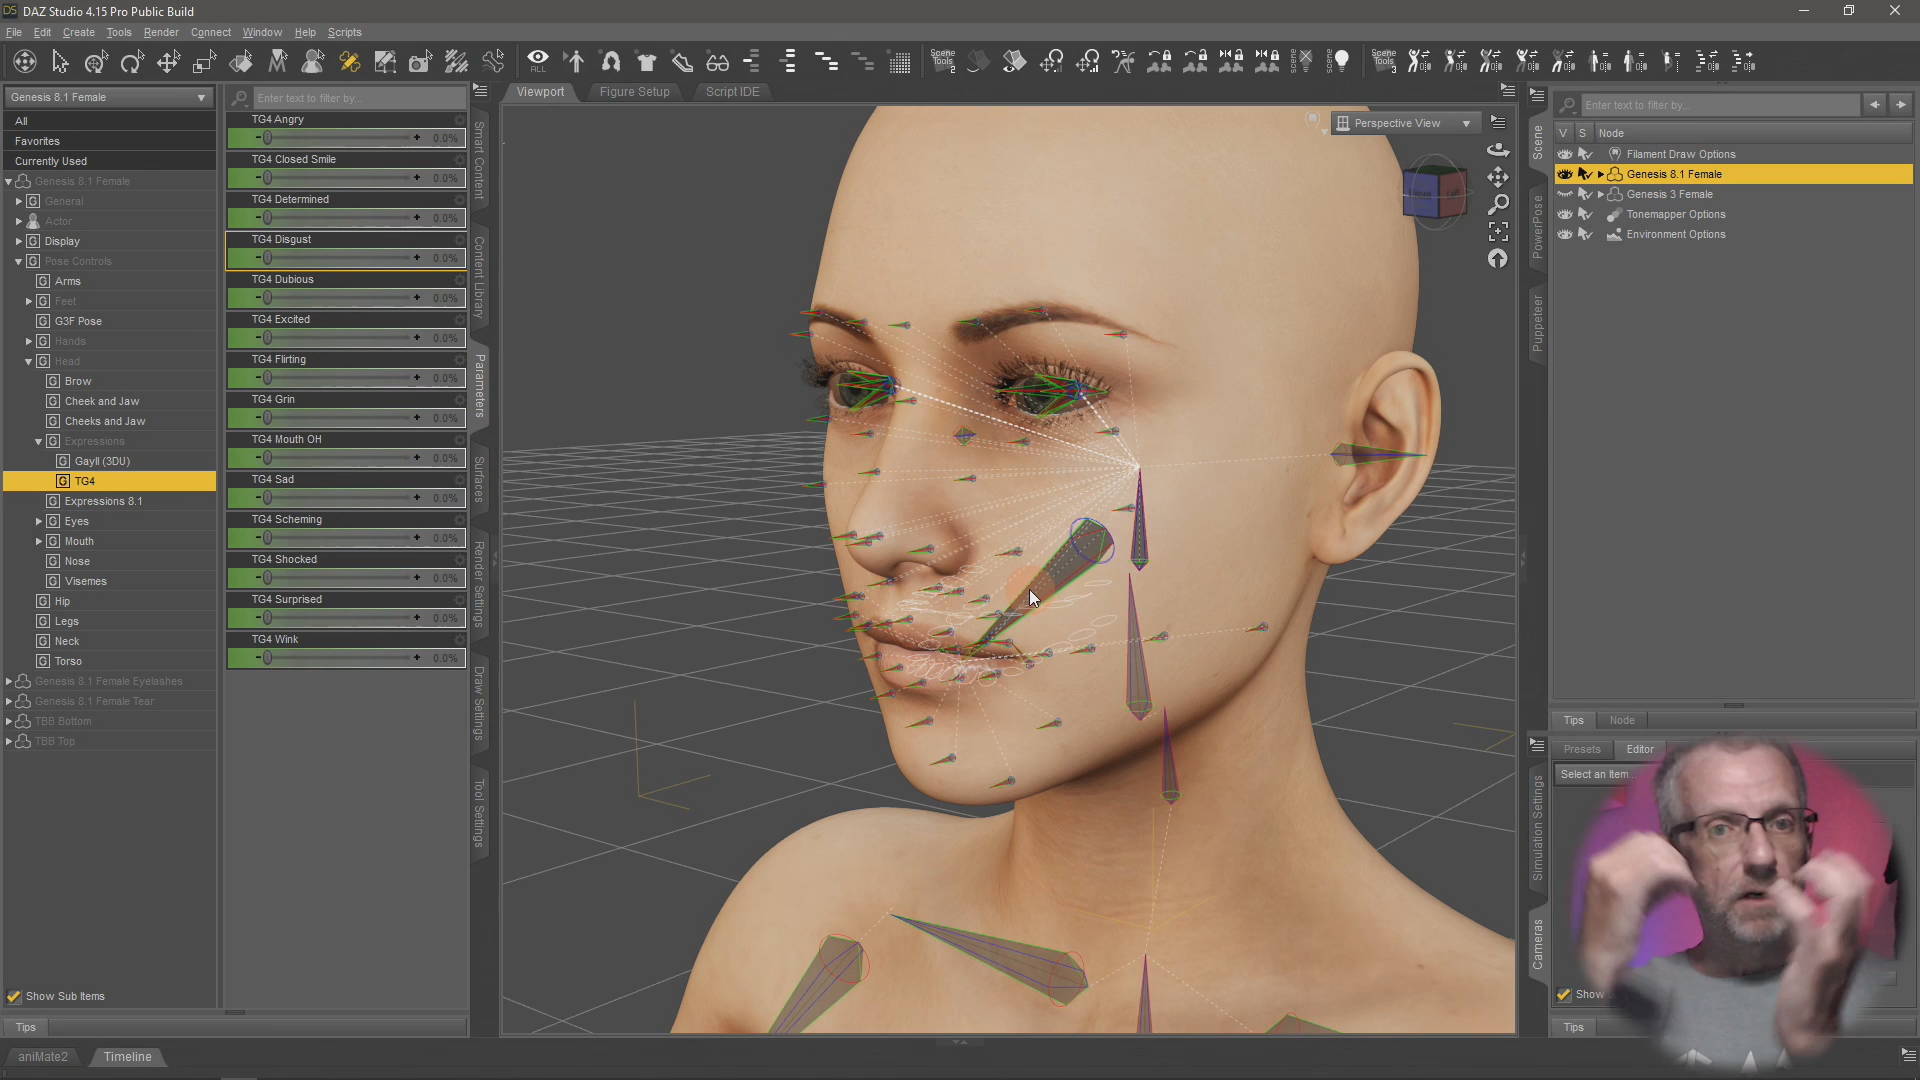 DS DAZ Studio 4.15 Pro Public Build
File Edit Create Tools Render Connect Window Help Scripts
ALL
Scene Tools 2
scene
scene
Scene Tools 3
Genesis 8.1 Female
All
Favorites
Currently Used
Genesis 8.1 Female
G General
Actor
G Display
G Pose Controls
G Arms
G Feet
G G3F Pose
G Hands
G Head
G Brow
G Cheek and Jaw
G Cheeks and Jaw
G Expressions
G Gayll (3DU)
G TG4
G Expressions 8.1
G Eyes
G Mouth
G Nose
G Visemes
G Hip
G Legs
G Neck
G Torso
Genesis 8.1 Female Eyelashes
Genesis 8.1 Female Tear
TBB Bottom
TBB Top
Show Sub Items
Tips
Enter text to filter by...
TG4 Angry
- + 0.0%
TG4 Closed Smile
- + 0.0%
TG4 Determined
- + 0.0%
TG4 Disgust
- + 0.0%
TG4 Dubious
- + 0.0%
TG4 Excited
- + 0.0%
TG4 Flirting
- + 0.0%
TG4 Grin
- + 0.0%
TG4 Mouth OH
- + 0.0%
TG4 Sad
- + 0.0%
TG4 Scheming
- + 0.0%
TG4 Shocked
- + 0.0%
TG4 Surprised
- + 0.0%
TG4 Wink
- + 0.0%
Smart Content
Content Library
Parameters
Surfaces
Render Settings
Draw Settings
Tool Settings
Viewport Figure Setup Script IDE
Perspective View
Scene
PowerPose
Puppeteer
Enter text to filter by...
V S Node
Filament Draw Options
Genesis 8.1 Female
Genesis 3 Female
Tonemapper Options
Environment Options
Tips Node
Presets Editor
Select an Item...
Simulation Settings
Cameras
Show
Tips
aniMate2 Timeline